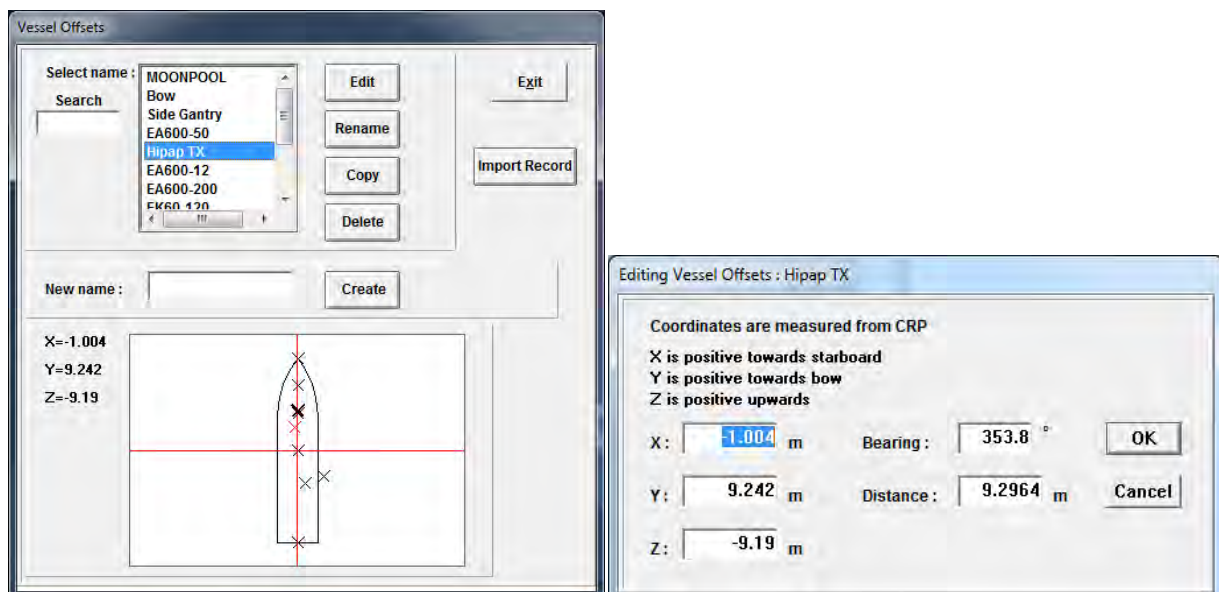 Vessel Offsets
Select name :
Search
MOONPOOL
Bow
Side Gantry
EA600-50
Hipap TX
EA600-12
EA600-200
EK60 120
Edit
Rename
Copy
Delete
Exit
Import Record
New name :
Create
X=-1.004
Y=9.242
Z=-9.19
Editing Vessel Offsets : Hipap TX
Coordinates are measured from CRP
X is positive towards starboard
Y is positive towards bow
Z is positive upwards
X : -1.004 m Bearing : 353.8 ° OK
Y : 9.242 m Distance : 9.2964 m Cancel
Z : -9.19 m